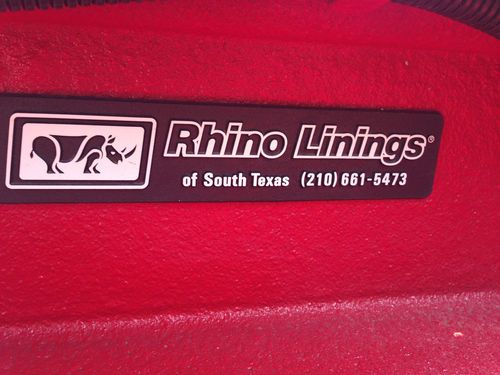 Rhino Linings®
of South Texas (210) 661-5473